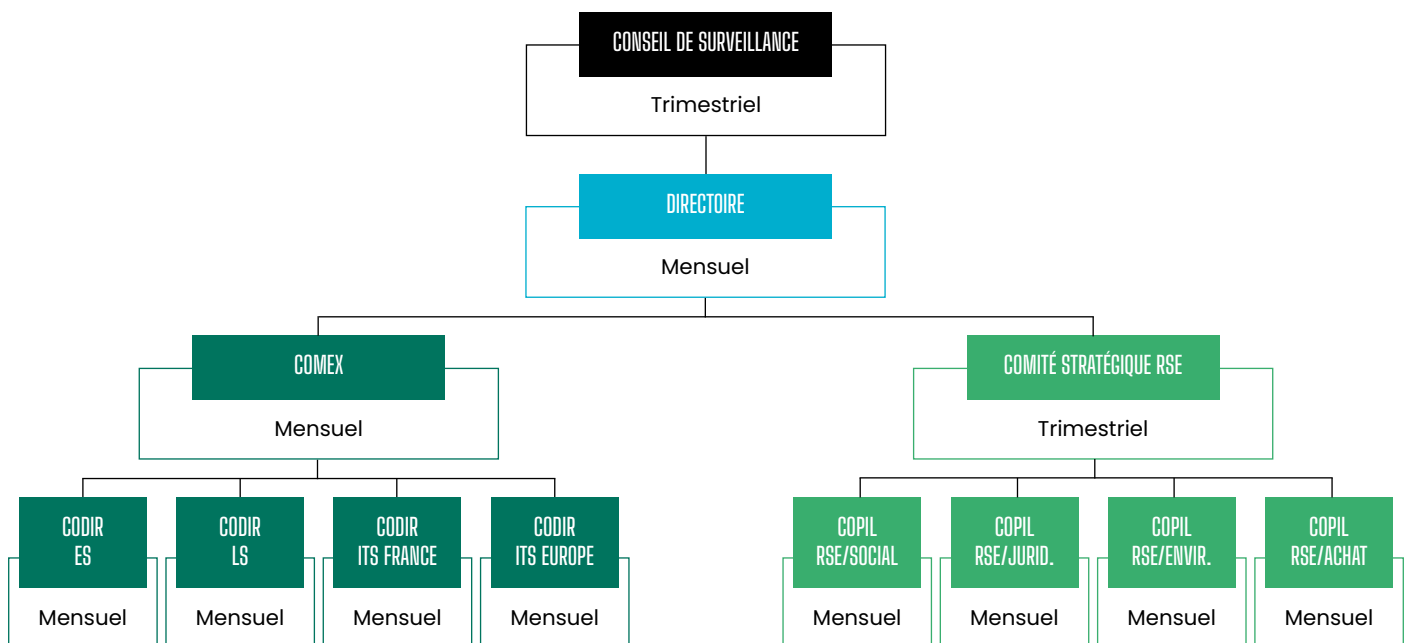 CONSEIL DE SURVEILLANCE
Trimestriel
DIRECTOIRE
Mensuel
COMEX
Mensuel
COMITÉ STRATÉGIQUE RSE
Trimestriel
CODIR
ES
Mensuel
CODIR
LS
Mensuel
CODIR
ITS FRANCE
Mensuel
CODIR
ITS EUROPE
Mensuel
COPIL
RSE/SOCIAL
Mensuel
COPIL
RSE/JURID.
Mensuel
COPIL
RSE/ENVIR.
Mensuel
COPIL
RSE/ACHAT
Mensuel